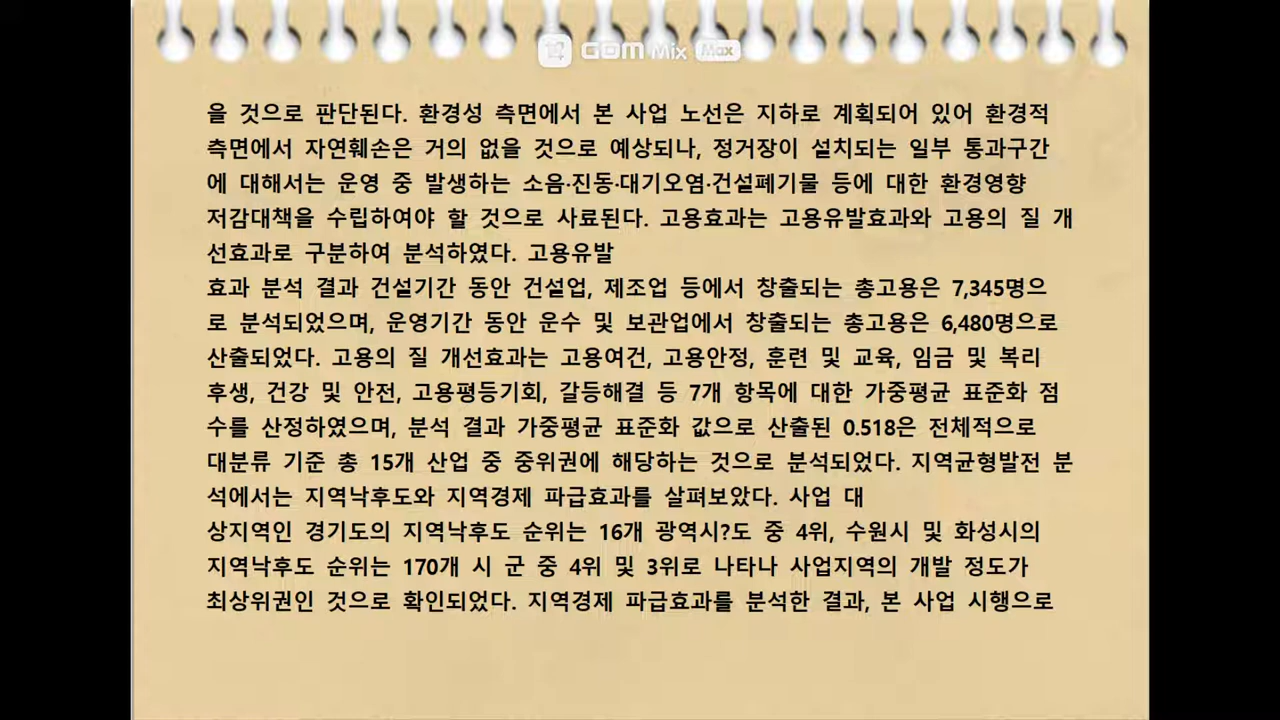 GOM Mix Max
을 것으로 판단된다. 환경성 측면에서 본 사업 노선은 지하로 계획되어 있어 환경적
측면에서 자연훼손은 거의 없을 것으로 예상되나, 정거장이 설치되는 일부 통과구간
에 대해서는 운영 중 발생하는 소음·진동·대기오염·건설폐기물 등에 대한 환경영향
저감대책을 수립하여야 할 것으로 사료된다. 고용효과는 고용유발효과와 고용의 질 개
선효과로 구분하여 분석하였다. 고용유발
효과 분석 결과 건설기간 동안 건설업, 제조업 등에서 창출되는 총고용은 7,345명으
로 분석되었으며, 운영기간 동안 운수 및 보관업에서 창출되는 총고용은 6,480명으로
산출되었다. 고용의 질 개선효과는 고용여건, 고용안정, 훈련 및 교육, 임금 및 복리
후생, 건강 및 안전, 고용평등기회, 갈등해결 등 7개 항목에 대한 가중평균 표준화 점
수를 산정하였으며, 분석 결과 가중평균 표준화 값으로 산출된 0.518은 전체적으로
대분류 기준 총 15개 산업 중 중위권에 해당하는 것으로 분석되었다. 지역균형발전 분
석에서는 지역낙후도와 지역경제 파급효과를 살펴보았다. 사업 대
상지역인 경기도의 지역낙후도 순위는 16개 광역시?도 중 4위, 수원시 및 화성시의
지역낙후도 순위는 170개 시 군 중 4위 및 3위로 나타나 사업지역의 개발 정도가
최상위권인 것으로 확인되었다. 지역경제 파급효과를 분석한 결과, 본 사업 시행으로